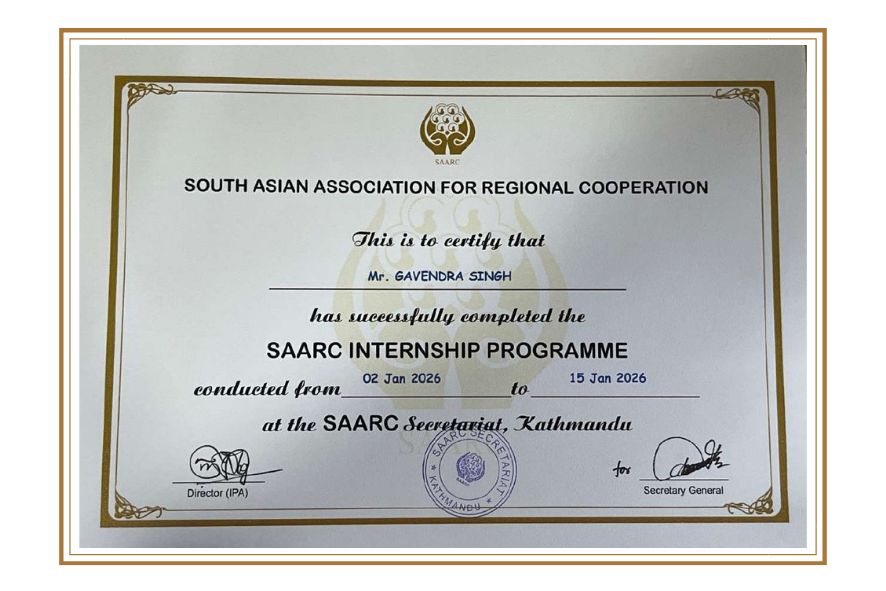 SAARC
SOUTH ASIAN ASSOCIATION FOR REGIONAL COOPERATION
This is to certify that
Mr. GAVENDRA SINGH
has successfully completed the
SAARC INTERNSHIP PROGRAMME
conducted from 02 Jan 2026 to 15 Jan 2026
at the SAARC Secretariat, Kathmandu
SAARC
SAARC SECRETARIAT
SAARC
★ KATHMANDU ★
for
Director (IPA)
Secretary General